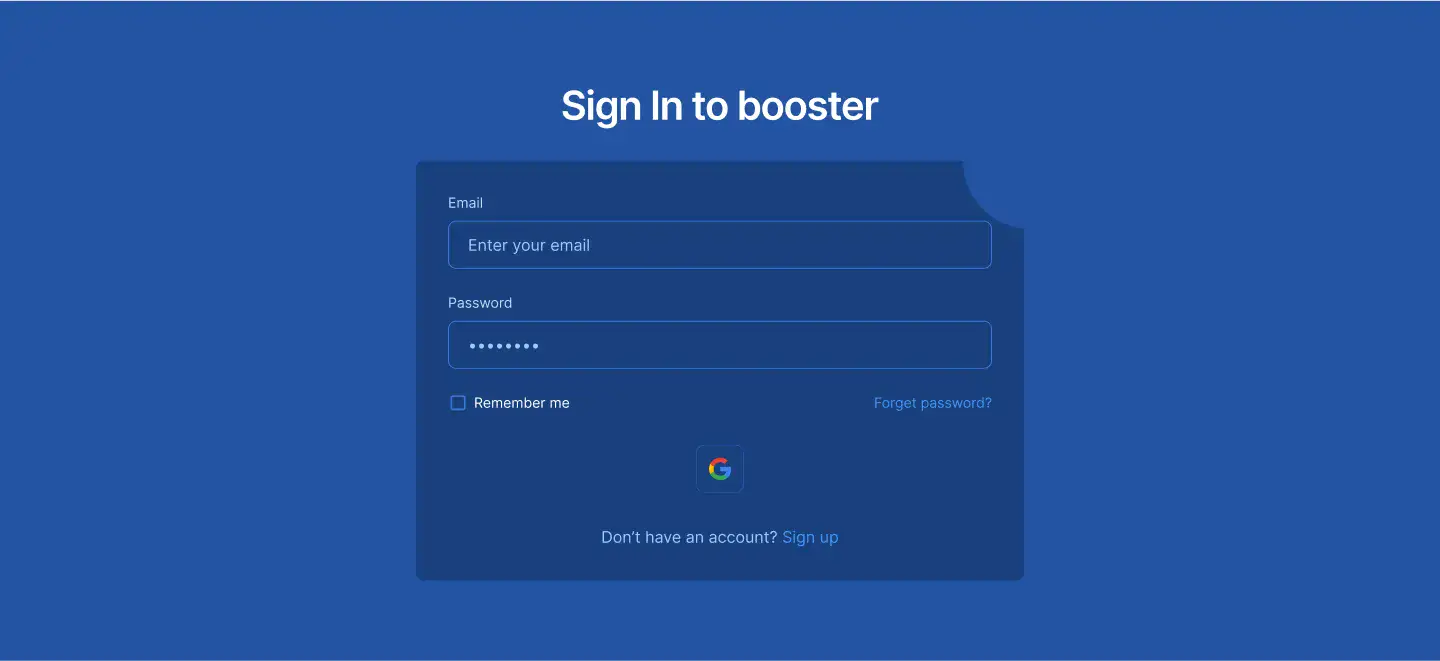 Sign In to booster
Email
Enter your email
Password
••••••••
Remember me
Forget password?
Don’t have an account? Sign up